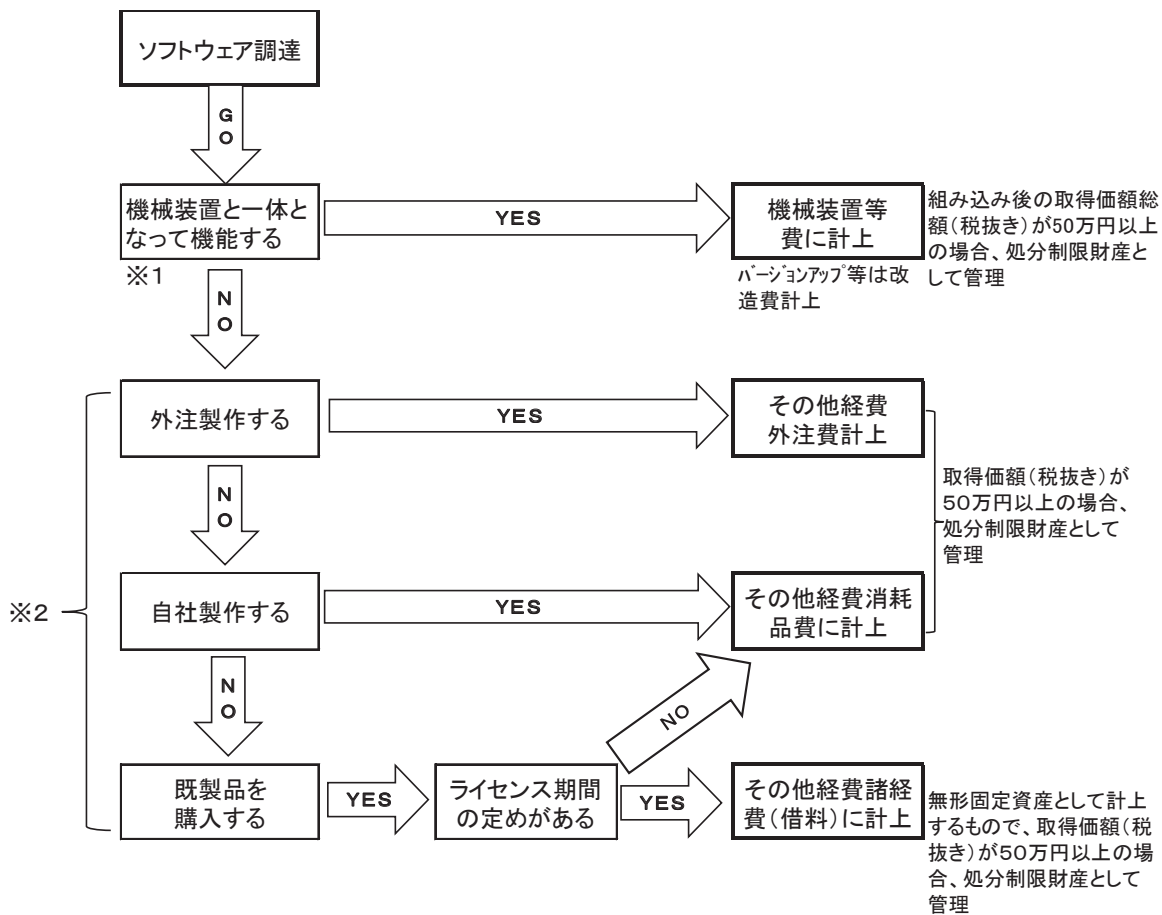 ソフトウェア調達
GO
機械装置と一体と
なって機能する
※1
YES
機械装置等
費に計上
ﾊﾞｰｼﾞｮﾝｱｯﾌﾟ等は改
造費計上
組み込み後の取得価額総
額(税抜き)が50万円以上
の場合、処分制限財産と
して管理
NO
※2
外注製作する
YES
その他経費
外注費計上
NO
取得価額(税抜き)が
50万円以上の場合、
処分制限財産として
管理
自社製作する
YES
その他経費消耗
品費に計上
NO
NO
既製品を
購入する
YES
ライセンス期間
の定めがある
YES
その他経費諸経
費(借料)に計上
無形固定資産として計上
するもので、取得価額(税
抜き)が50万円以上の場
合、処分制限財産として
管理